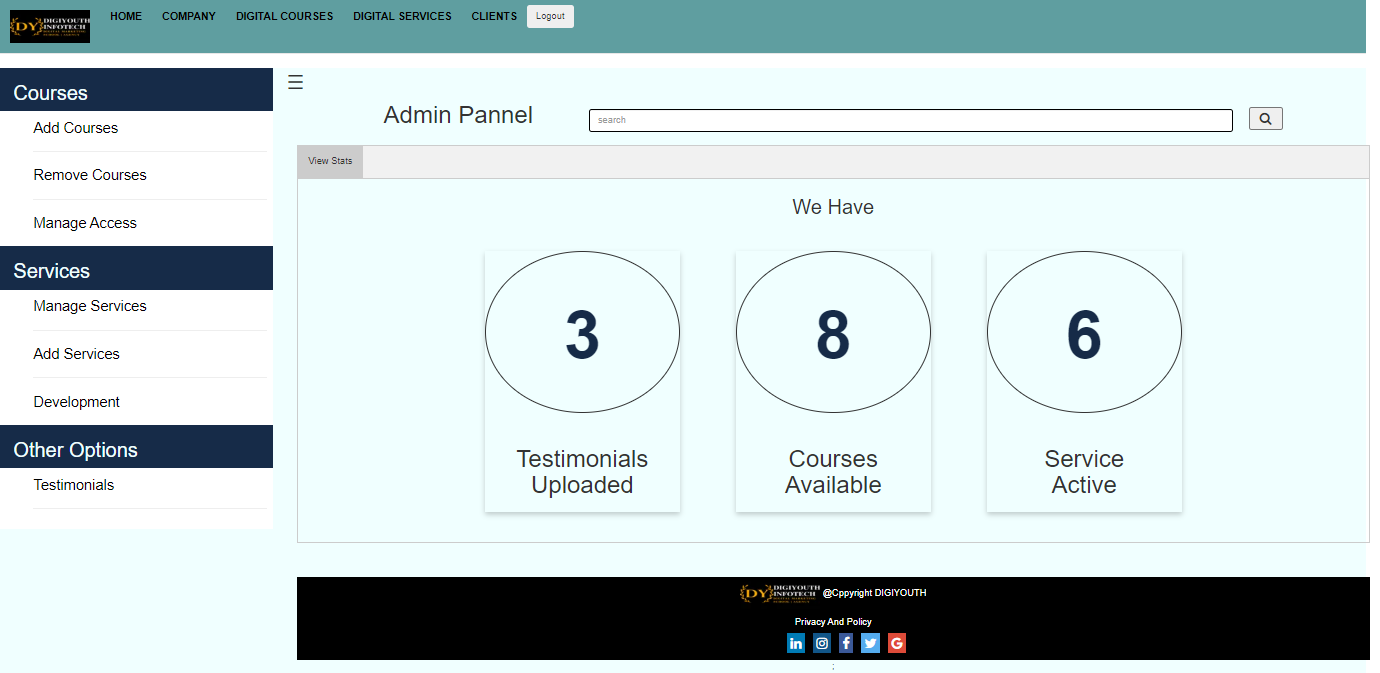 DY DIGIYOUTH
INFOTECH
HOME COMPANY DIGITAL COURSES DIGITAL SERVICES CLIENTS Logout
Courses
Add Courses
Remove Courses
Manage Access
Services
Manage Services
Add Services
Development
Other Options
Testimonials
☰
Admin Pannel
search
View Stats
We Have
3
Testimonials
Uploaded
8
Courses
Available
6
Service
Active
DY DIGIYOUTH
INFOTECH
@Cppyright DIGIYOUTH
Privacy And Policy
in f G
;